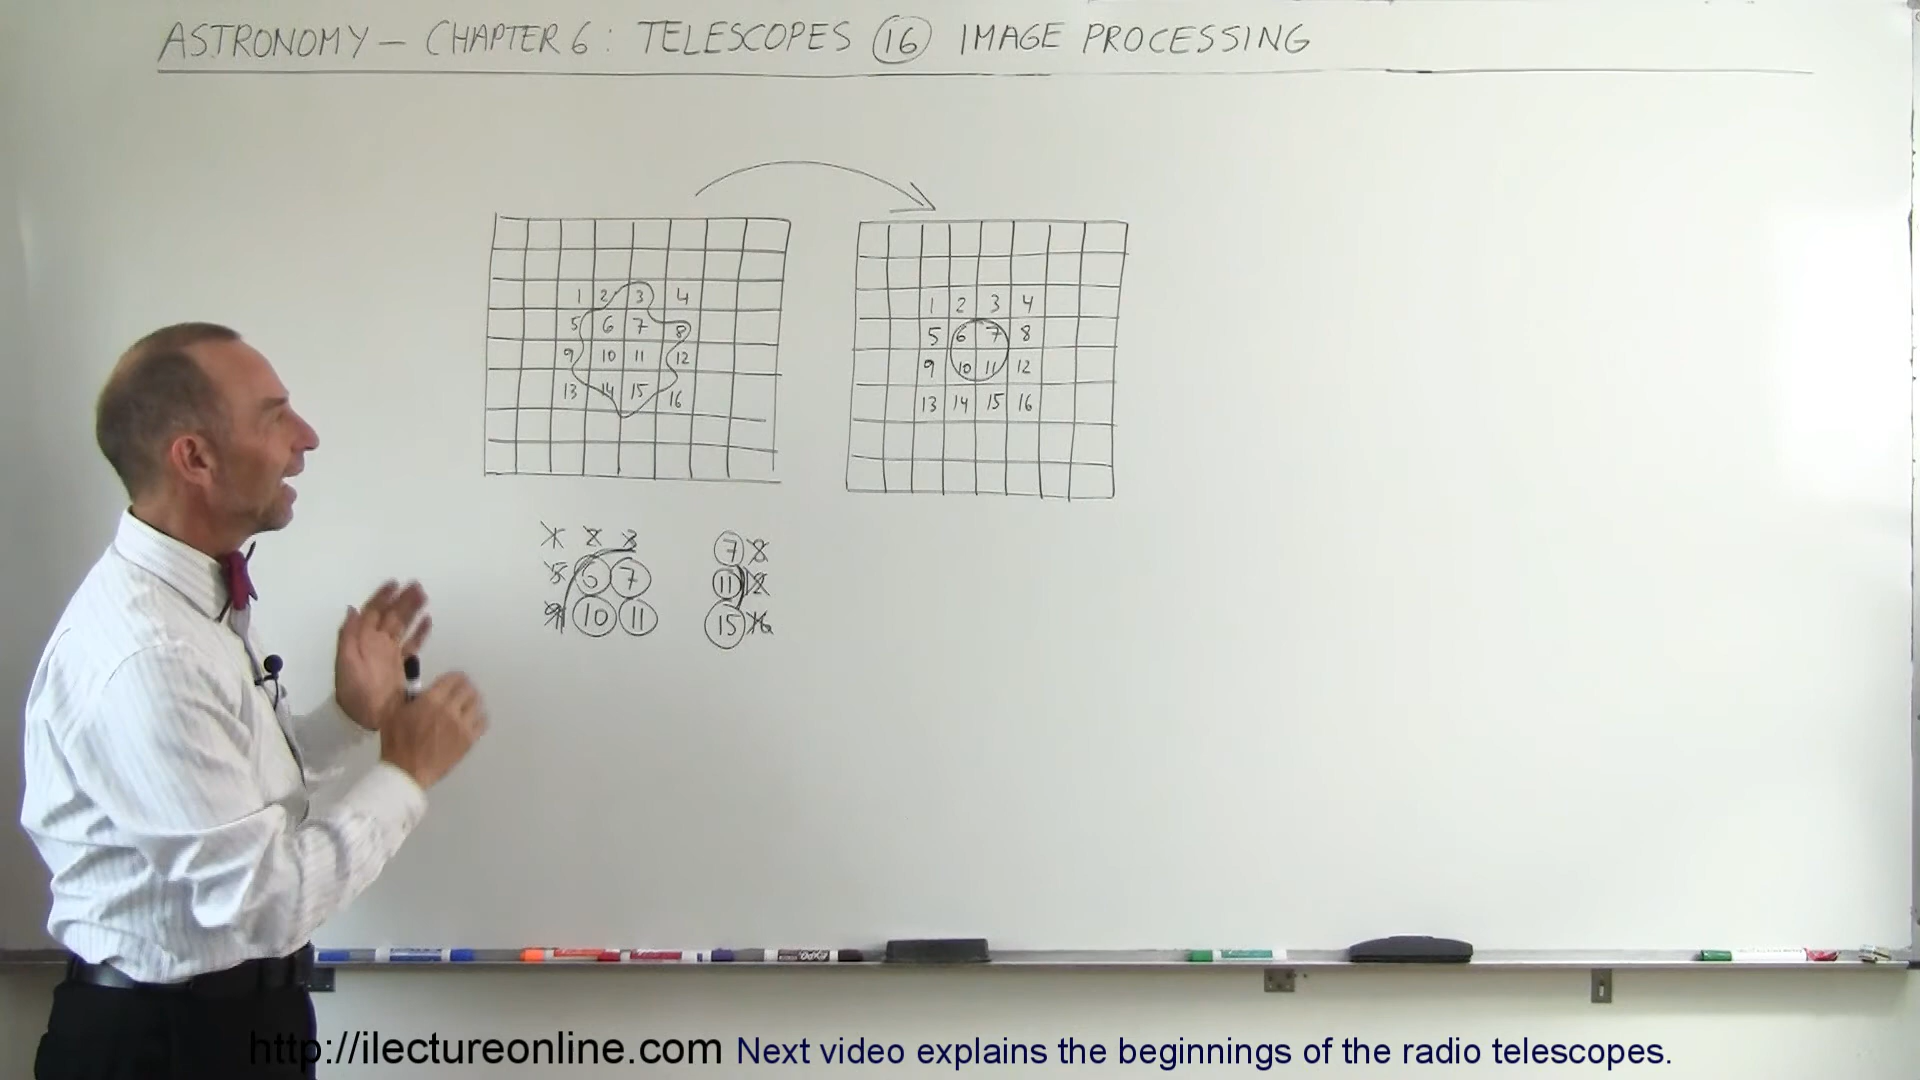 ASTRONOMY – CHAPTER 6 : TELESCOPES 16 IMAGE PROCESSING
1 2 3 4
5 6 7 8
9 10 11 12
13 14 15 16
1 2 3 4
5 6 7 8
9 10 11 12
13 14 15 16
1 2 3
5 6 7
9 10 11
7 8
11 12
15 16
EXPO
http://ilectureonline.com Next video explains the beginnings of the radio telescopes.